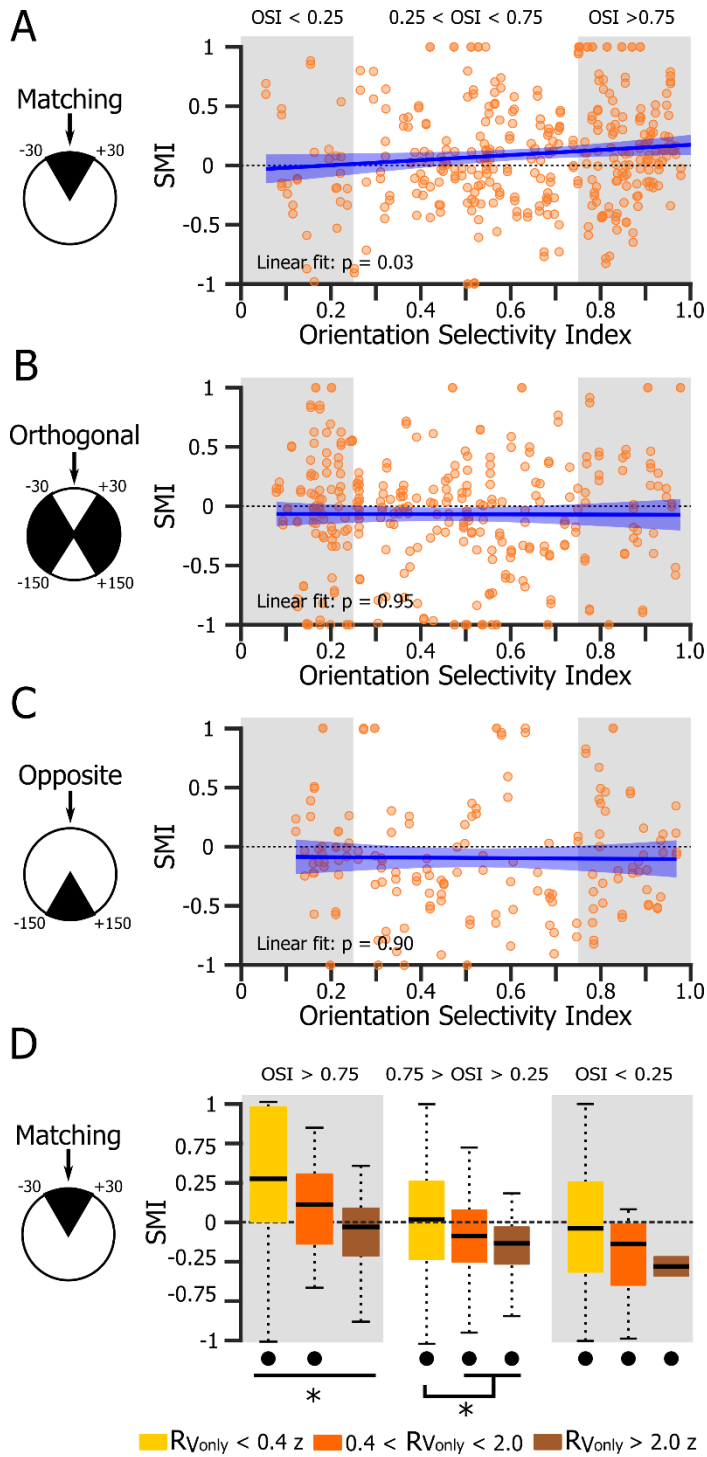 A
OSI < 0.25 0.25 < OSI < 0.75 OSI >0.75
Matching
-30 +30
SMI
1
0.5
0
-0.5
-1
Linear fit: p = 0.03
0 0.2 0.4 0.6 0.8 1.0
Orientation Selectivity Index
B
Orthogonal
-30 +30
-150 +150
SMI
1
0.5
0
-0.5
-1
Linear fit: p = 0.95
0 0.2 0.4 0.6 0.8 1.0
Orientation Selectivity Index
C
Opposite
-150 +150
SMI
1
0.5
0
-0.5
-1
Linear fit: p = 0.90
0 0.2 0.4 0.6 0.8 1.0
Orientation Selectivity Index
D
OSI > 0.75 0.75 > OSI > 0.25 OSI < 0.25
Matching
-30 +30
SMI
1
0.75
0.25
0
-0.25
-0.75
-1
* *
RVonly < 0.4 z 0.4 < RVonly < 2.0 RVonly > 2.0 z